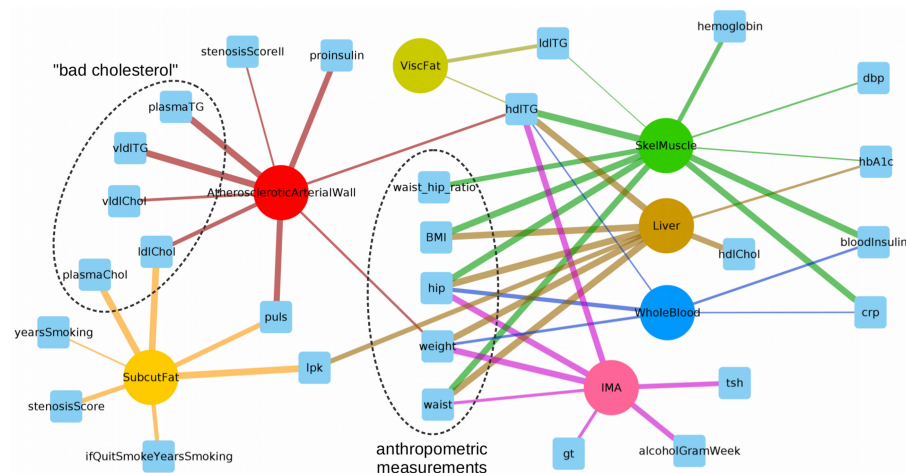 hemoglobin
stenosisScoreII
proinsulin
ldlTG
ViscFat
"bad cholesterol"
dbp
plasmaTG
hdlTG
vldlTG
SkelMuscle
hbA1c
waist_hip_ratio
AtheroscleroticArterialWall
vldlChol
Liver
BMI
bloodInsulin
ldlChol
hdlChol
plasmaChol
hip
WholeBlood
crp
puls
yearsSmoking
weight
lpk
SubcutFat
IMA
tsh
stenosisScore
waist
anthropometric
measurements
gt
alcoholGramWeek
ifQuitSmokeYearsSmoking